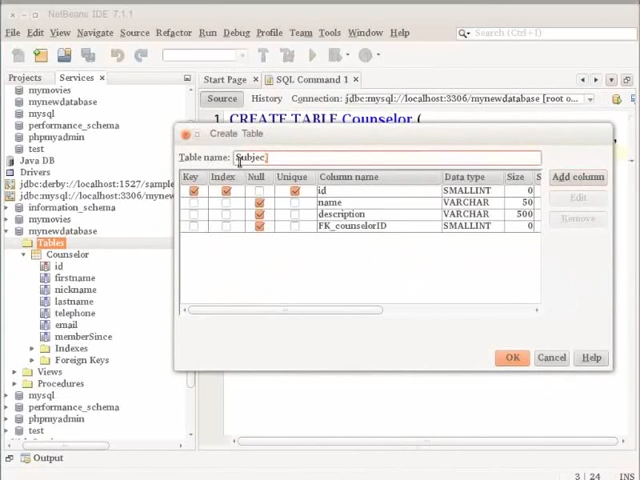 NetBeans IDE 7.1.1
File Edit View Navigate Source Refactor Run Debug Profile Team Tools Window Help
Search (Ctrl+I)
Projects Services
Start Page SQL Command 1
Source History Connection: jdbc:mysql://localhost:3306/mynewdatabase [root o...
1 CREATE TABLE Counselor (
mymovies
mynewdatabase
mysql
performance_schema
phpmyadmin
test
Java DB
Drivers
jdbc:derby://localhost:1527/sample
jdbc:mysql://localhost:3306/mynew
information_schema
mymovies
mynewdatabase
Tables
Counselor
id
firstname
nickname
lastname
telephone
email
memberSince
Indexes
Foreign Keys
Views
Procedures
mysql
performance_schema
phpmyadmin
test
Create Table
Table name: Subjec
Key Index Null Unique Column name Data type Size S
id SMALLINT 0
name VARCHAR 50
description VARCHAR 500
FK_counselorID SMALLINT 0
Add column
Edit
Remove
OK Cancel Help
Output
3 | 24 INS